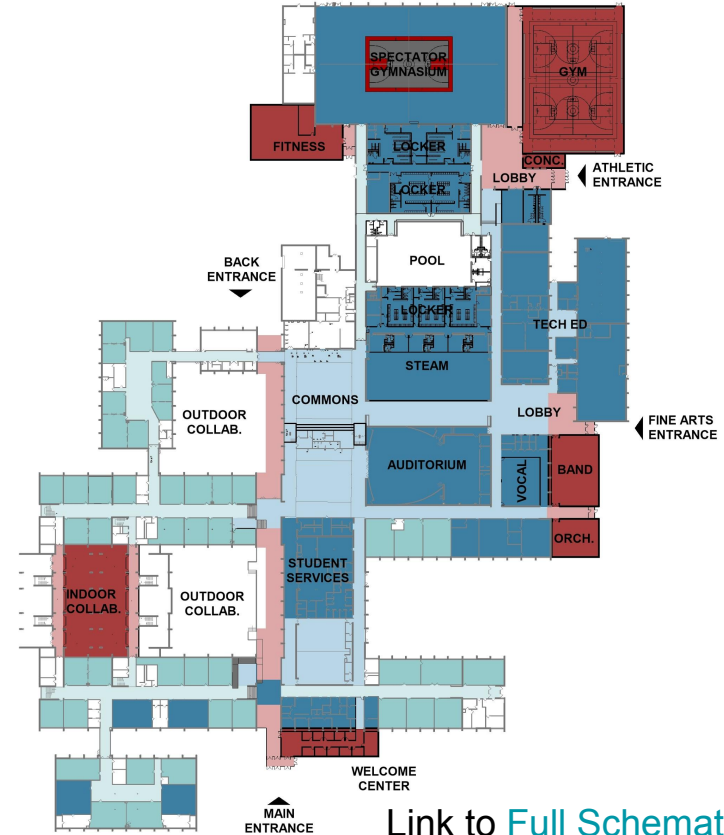 SPECTATOR
GYMNASIUM
GYM
FITNESS
LOCKER
CONC.
LOBBY
ATHLETIC
ENTRANCE
LOCKER
POOL
BACK
ENTRANCE
LOCKER
TECH ED
STEAM
COMMONS
OUTDOOR
COLLAB.
LOBBY
FINE ARTS
ENTRANCE
AUDITORIUM
VOCAL
BAND
ORCH.
STUDENT
SERVICES
INDOOR
COLLAB.
OUTDOOR
COLLAB.
WELCOME
CENTER
MAIN
ENTRANCE
Link to Full Schemat